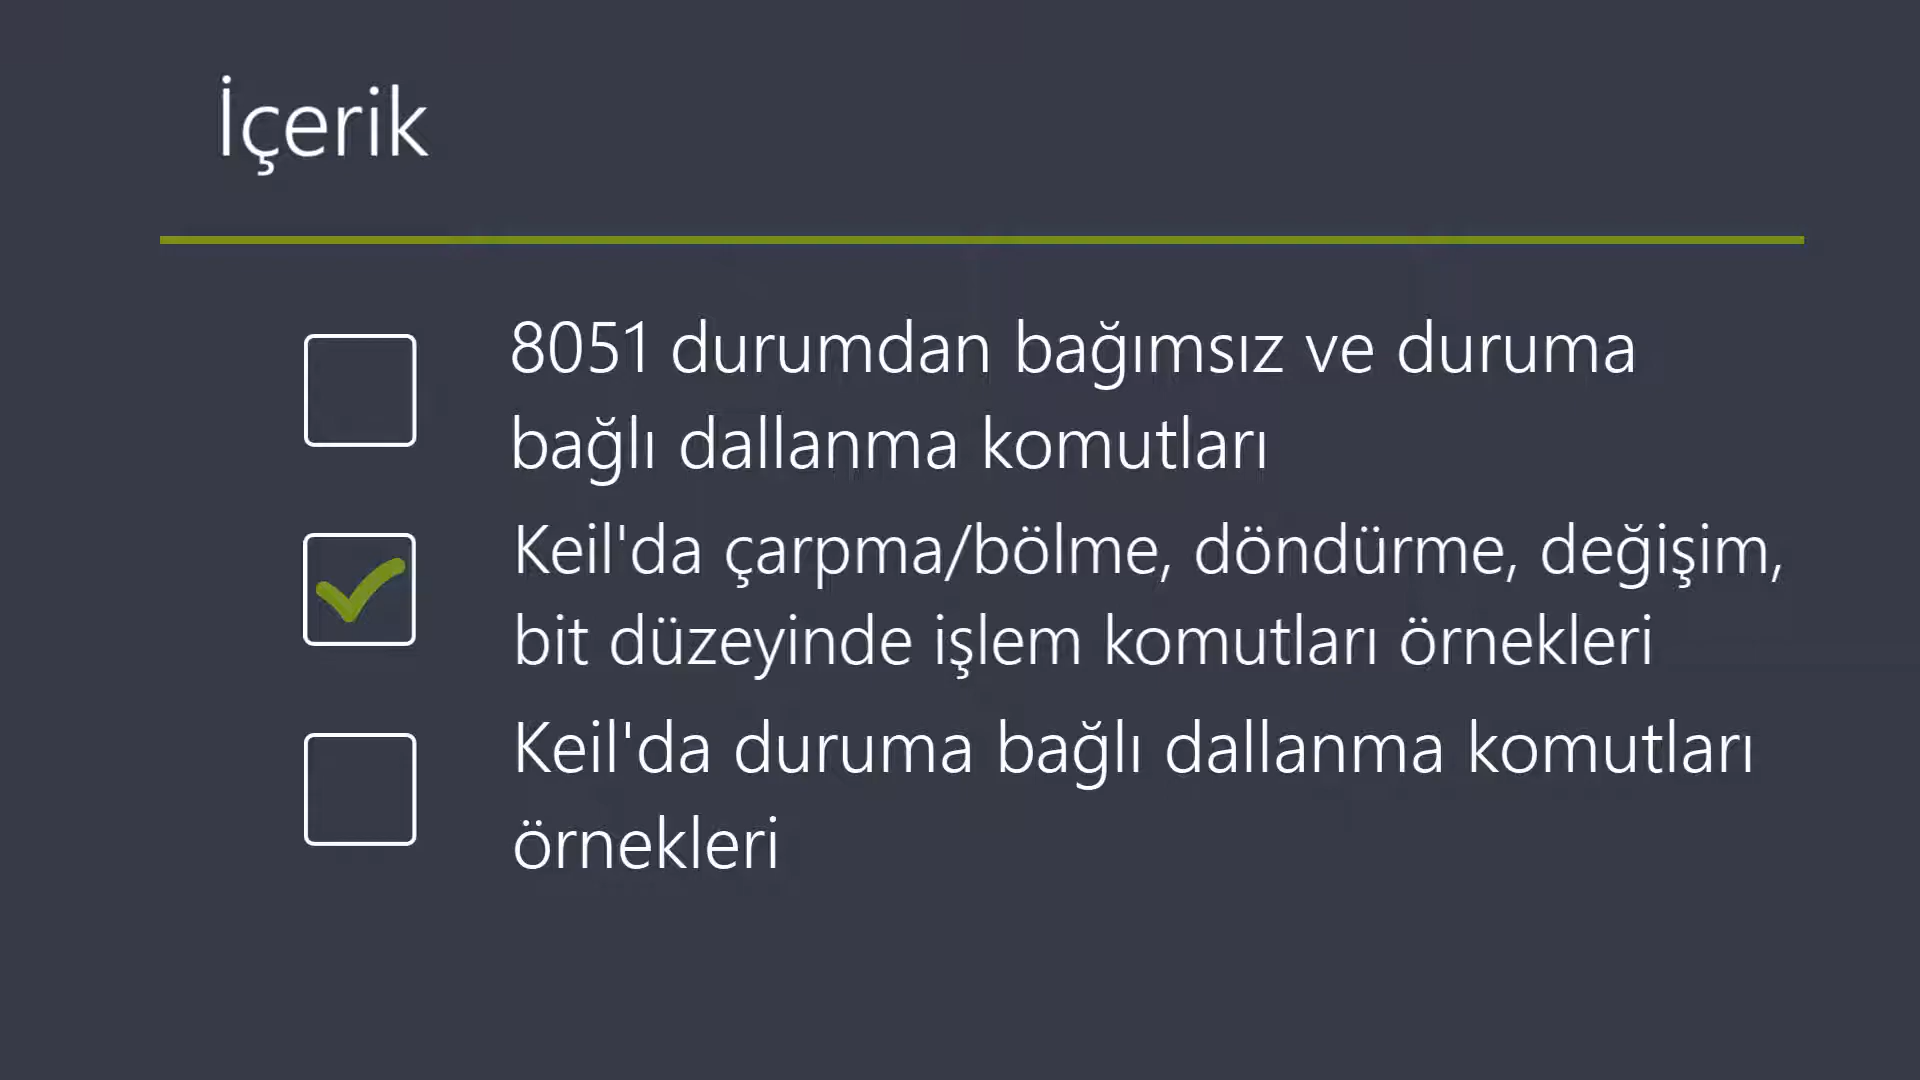 İçerik
8051 durumdan bağımsız ve duruma
bağlı dallanma komutları
Keil'da çarpma/bölme, döndürme, değişim,
bit düzeyinde işlem komutları örnekleri
Keil'da duruma bağlı dallanma komutları
örnekleri